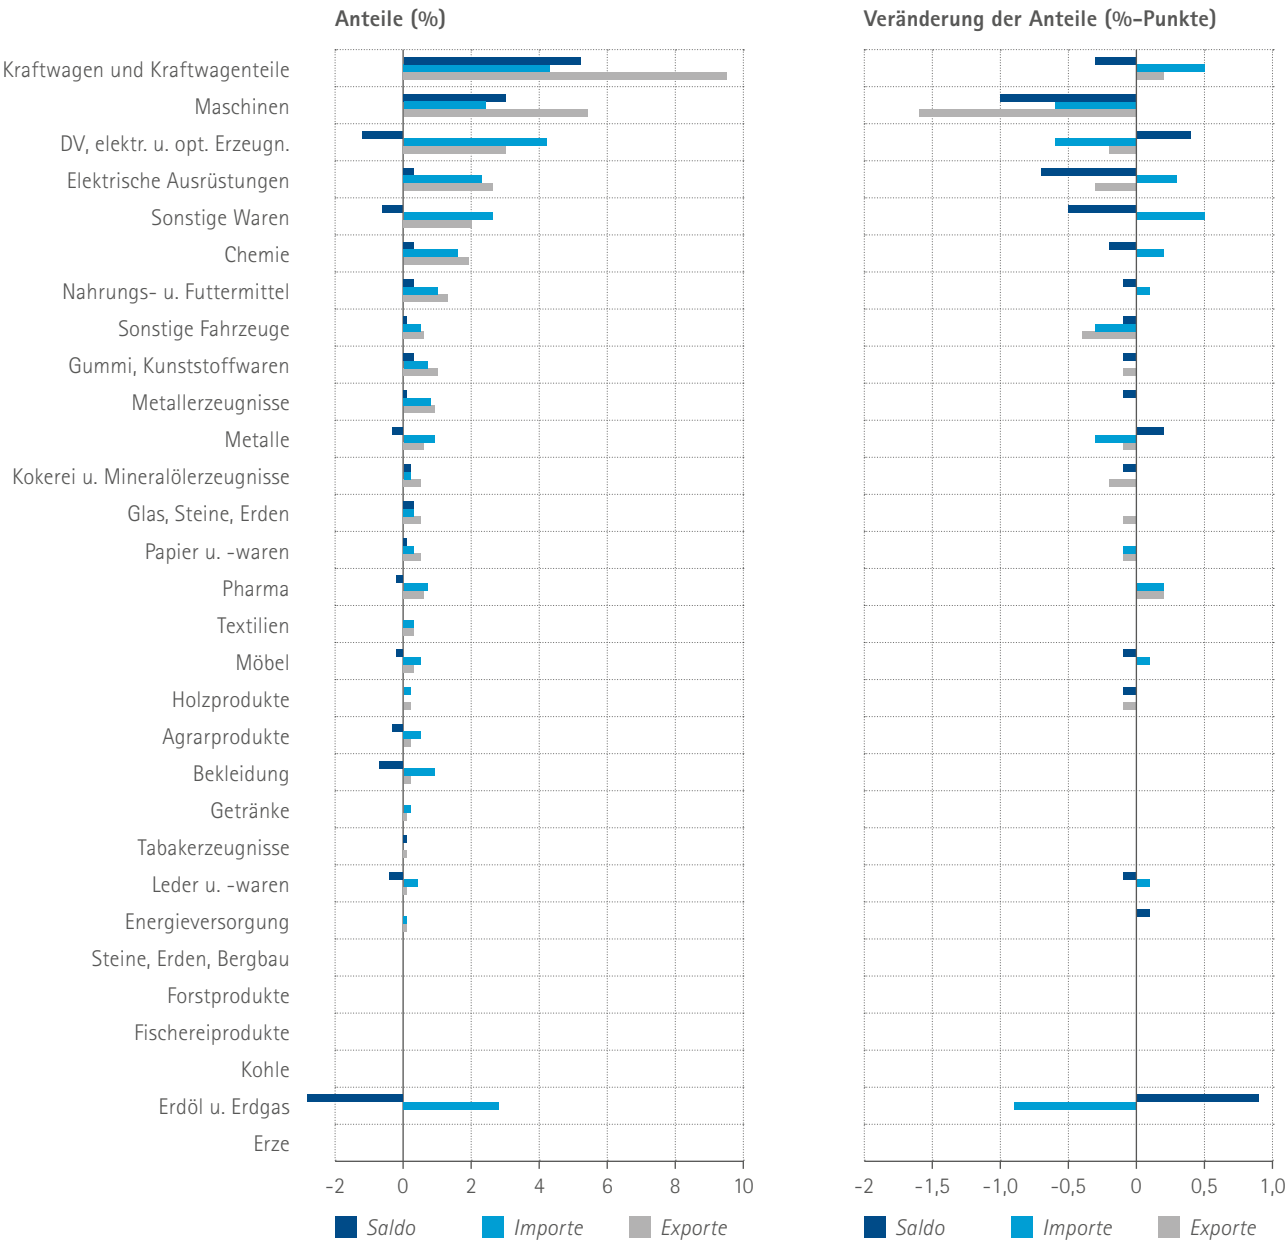 Anteile (%)
Veränderung der Anteile (%-Punkte)
Kraftwagen und Kraftwagenteile
Maschinen
DV, elektr. u. opt. Erzeugn.
Elektrische Ausrüstungen
Sonstige Waren
Chemie
Nahrungs- u. Futtermittel
Sonstige Fahrzeuge
Gummi, Kunststoffwaren
Metallerzeugnisse
Metalle
Kokerei u. Mineralölerzeugnisse
Glas, Steine, Erden
Papier u. -waren
Pharma
Textilien
Möbel
Holzprodukte
Agrarprodukte
Bekleidung
Getränke
Tabakerzeugnisse
Leder u. -waren
Energieversorgung
Steine, Erden, Bergbau
Forstprodukte
Fischereiprodukte
Kohle
Erdöl u. Erdgas
Erze
-2 0 2 4 6 8 10
-2 -1,5 -1,0 -0,5 0 0,5 1,0
Saldo Importe Exporte
Saldo Importe Exporte